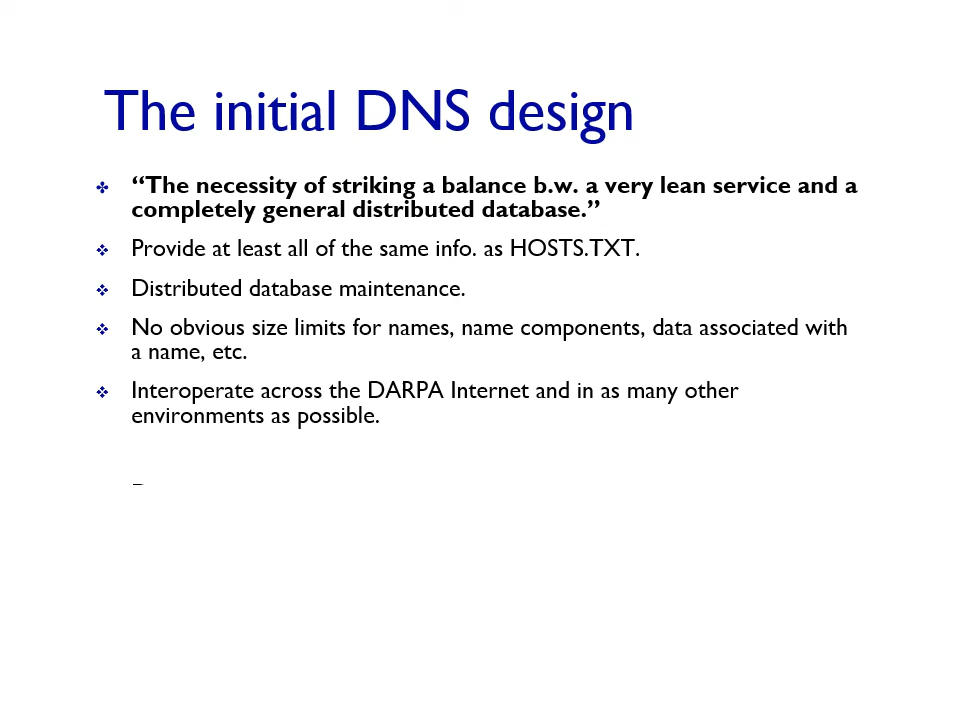 The initial DNS design
“The necessity of striking a balance b.w. a very lean service and a
completely general distributed database.”
Provide at least all of the same info. as HOSTS.TXT.
Distributed database maintenance.
No obvious size limits for names, name components, data associated with
a name, etc.
Interoperate across the DARPA Internet and in as many other
environments as possible.